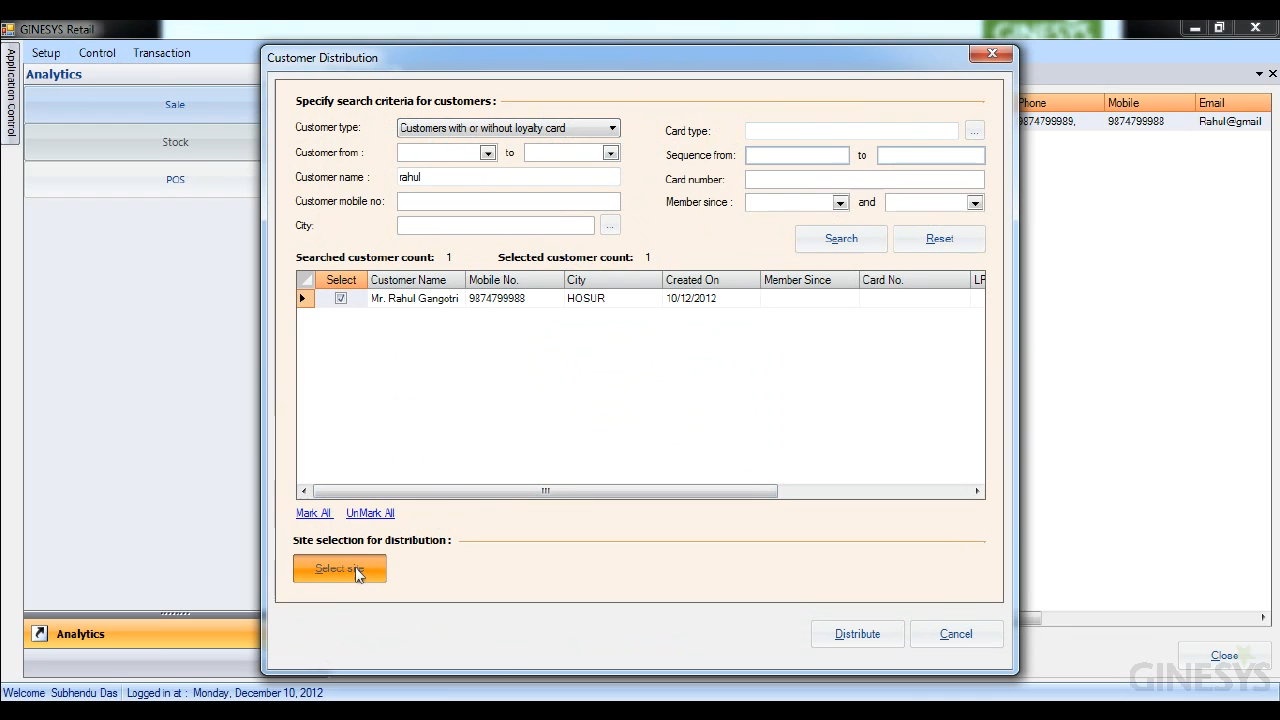 GINESYS Retail
GINESYS
Setup Control Transaction
Application Control
Analytics
Sale
Stock
POS
Customer Distribution
Specify search criteria for customers :
Customer type: Customers with or without loyalty card
Card type: ...
Customer from : to
Sequence from: to
Customer name : rahul
Card number:
Customer mobile no:
Member since : and
City: ...
Search Reset
Searched customer count: 1 Selected customer count: 1
Select Customer Name Mobile No. City Created On Member Since Card No. LF
Mr. Rahul Gangotri 9874799988 HOSUR 10/12/2012
Mark All UnMark All
Site selection for distribution :
Select site
Distribute Cancel
Phone Mobile Email
9874799989, 9874799988 Rahul@gmail
Analytics
Close
GINESYS
Welcome Subhendu Das Logged in at : Monday, December 10, 2012